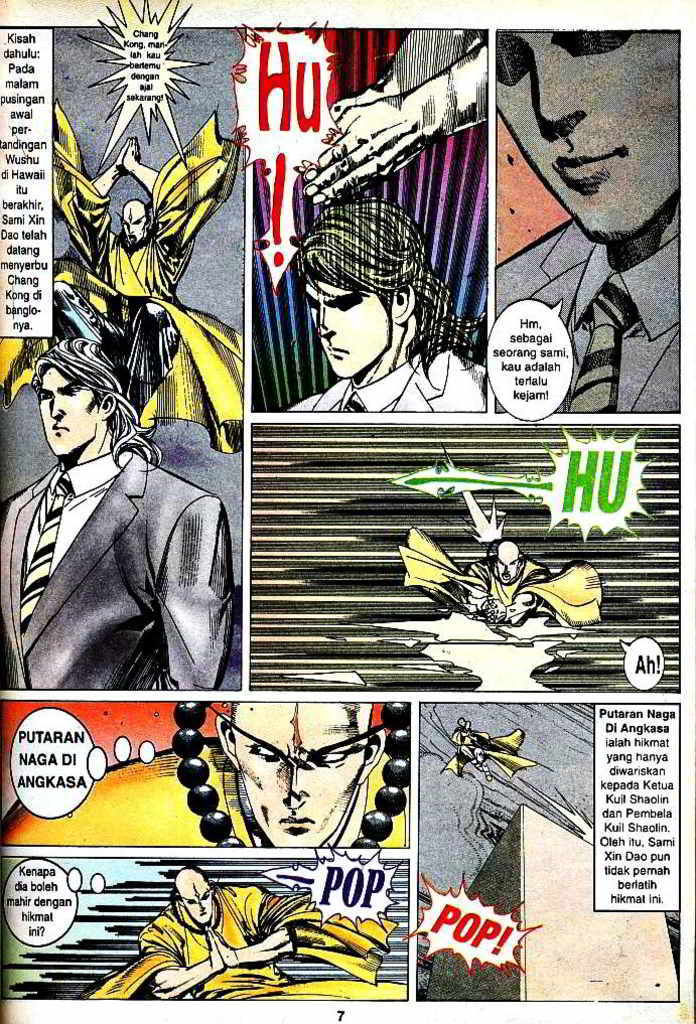 Kisah
dahulu:
Pada
malam
pusingan
awal
per-
tandingan
Wushu
di Hawaii
itu
berakhir,
Sami Xin
Dao telah
datang
menyerbu
Chang
Kong di
banglo-
nya.
Chang
Kong, mari-
lah kau
bertemu
dengan
ajal
sekarang!
Hu
!
Hm,
sebagai
seorang sami,
kau adalah
terlalu
kejam!
HU
Ah!
PUTARAN
NAGA DI
ANGKASA
Kenapa
dia boleh
mahir dengan
hikmat
ini?
POP
POP!
Putaran Naga
Di Angkasa
ialah hikmat
yang hanya
diwariskan
kepada Ketua
Kuil Shaolin
dan Pembela
Kuil Shaolin.
Oleh itu, Sami
Xin Dao pun
tidak pernah
berlatih
hikmat ini.
7